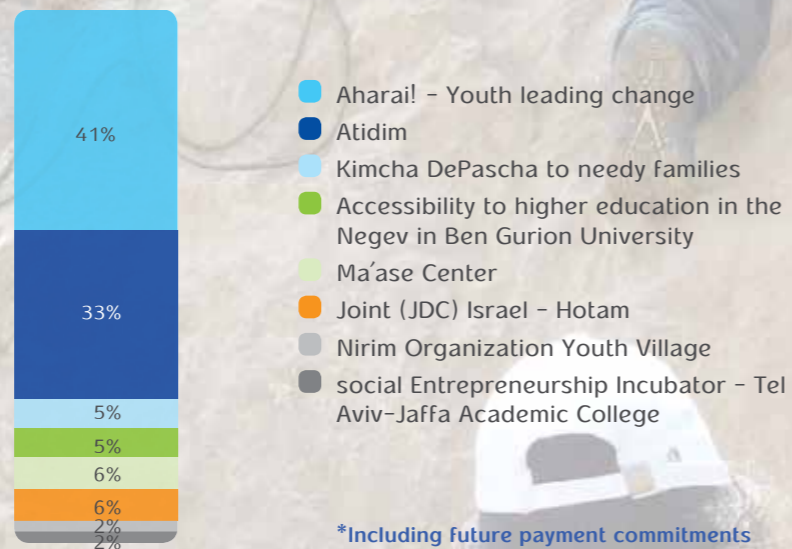 41%
33%
5%
5%
6%
6%
2%
2%
Aharai! - Youth leading change
Atidim
Kimcha DePascha to needy families
Accessibility to higher education in the
Negev in Ben Gurion University
Ma'ase Center
Joint (JDC) Israel - Hotam
Nirim Organization Youth Village
social Entrepreneurship Incubator - Tel
Aviv-Jaffa Academic College
*Including future payment commitments